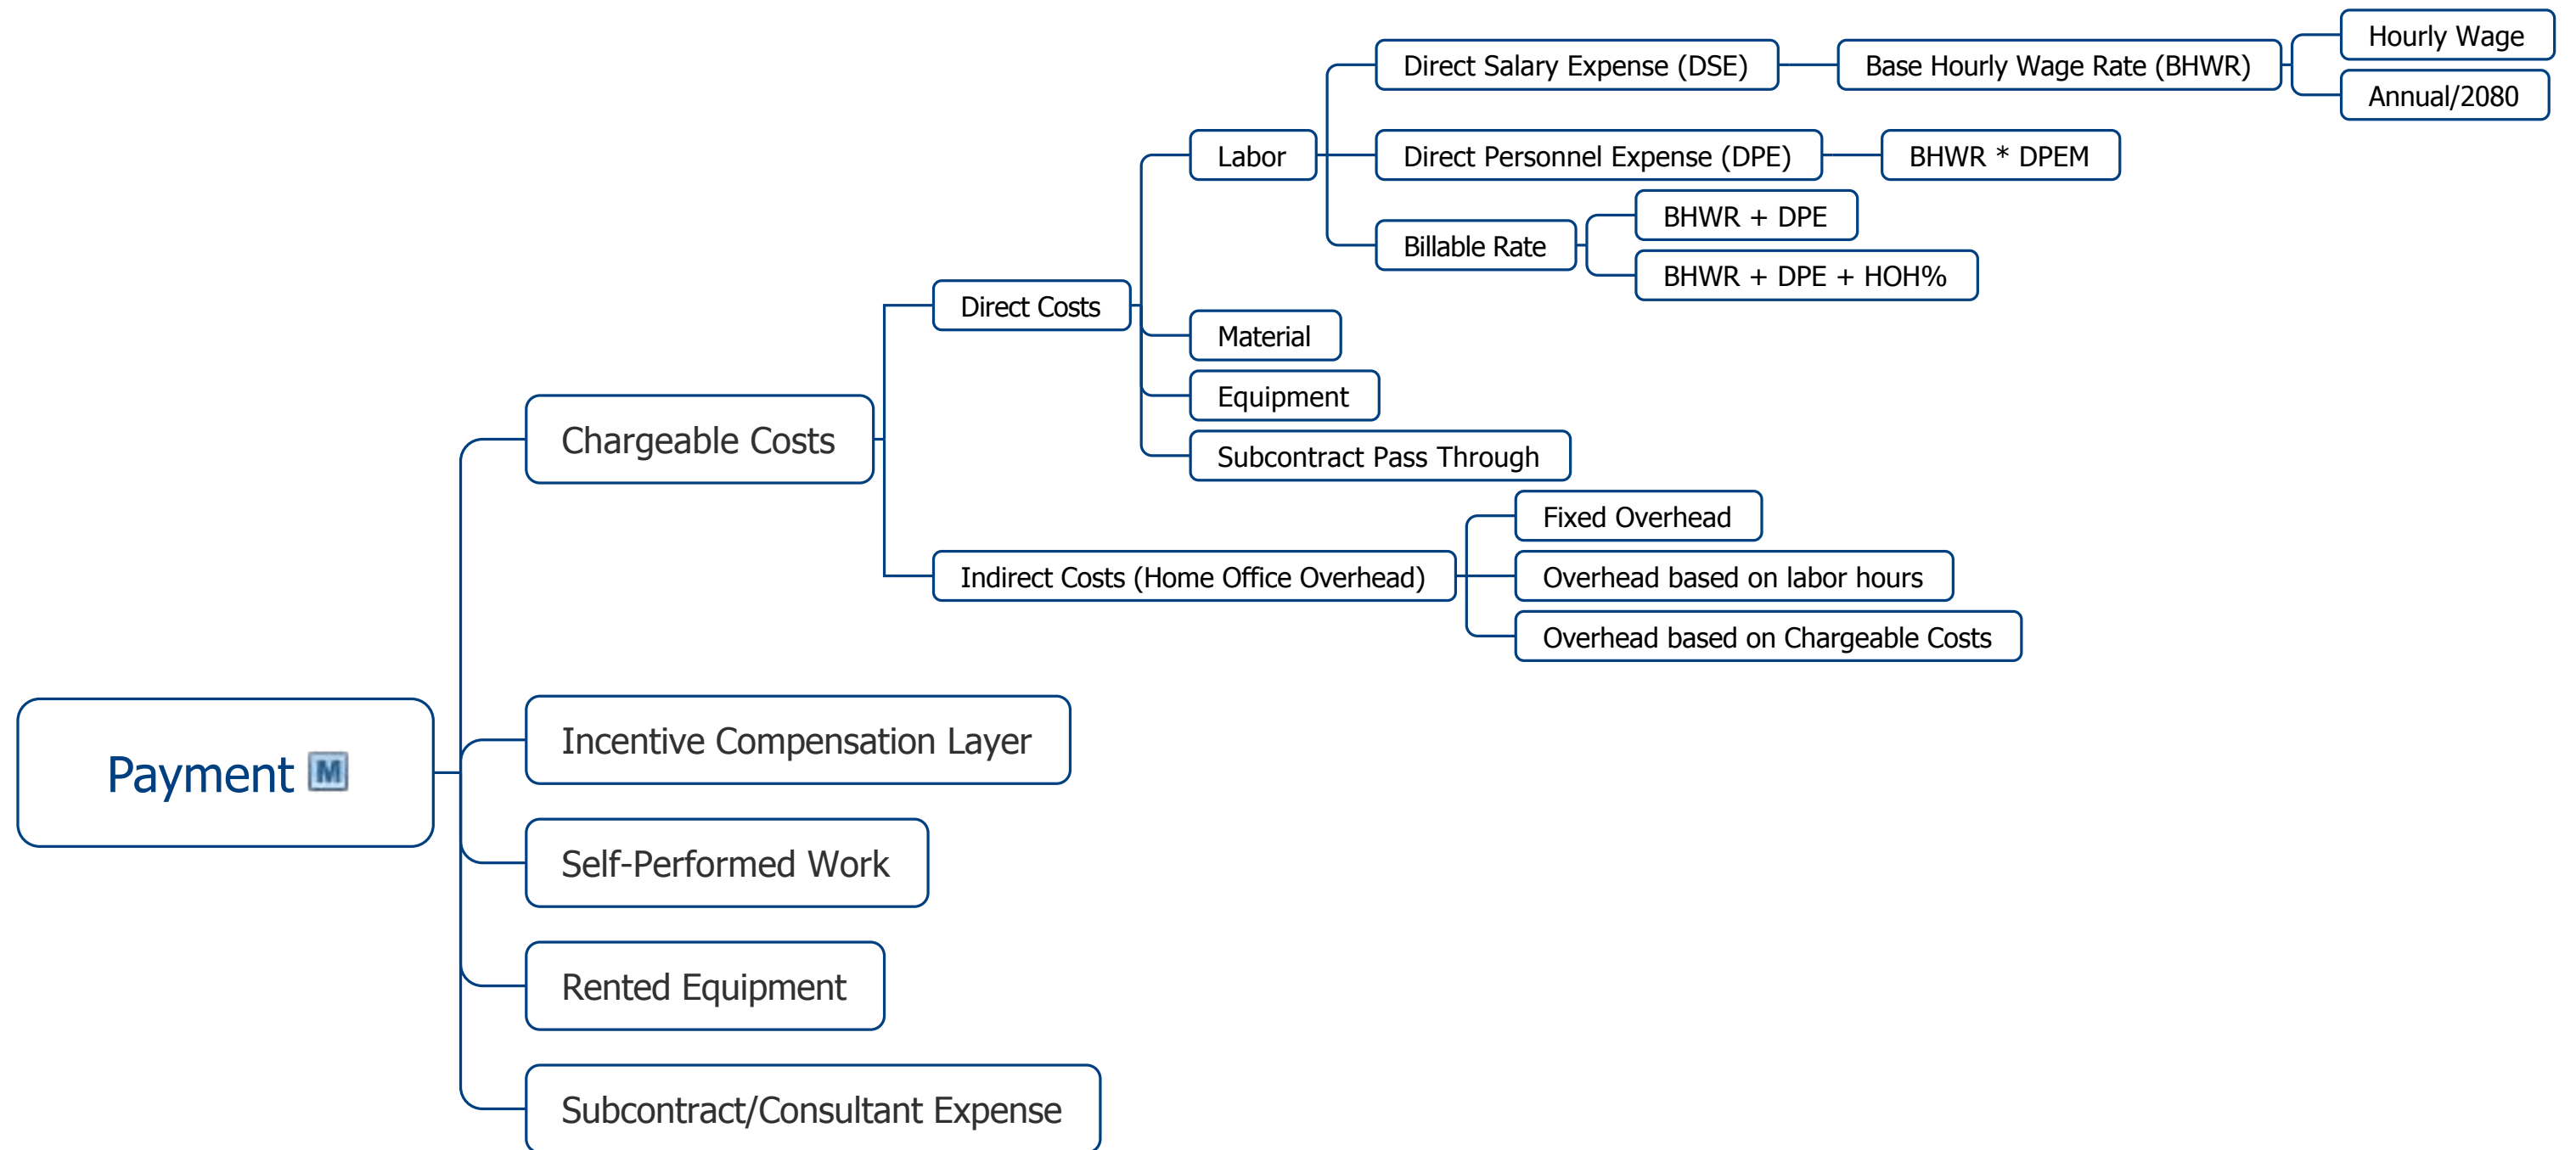 Payment M
Chargeable Costs
Direct Costs
Labor
Direct Salary Expense (DSE)
Base Hourly Wage Rate (BHWR)
Hourly Wage
Annual/2080
Direct Personnel Expense (DPE)
BHWR * DPEM
Billable Rate
BHWR + DPE
BHWR + DPE + HOH%
Material
Equipment
Subcontract Pass Through
Indirect Costs (Home Office Overhead)
Fixed Overhead
Overhead based on labor hours
Overhead based on Chargeable Costs
Incentive Compensation Layer
Self-Performed Work
Rented Equipment
Subcontract/Consultant Expense